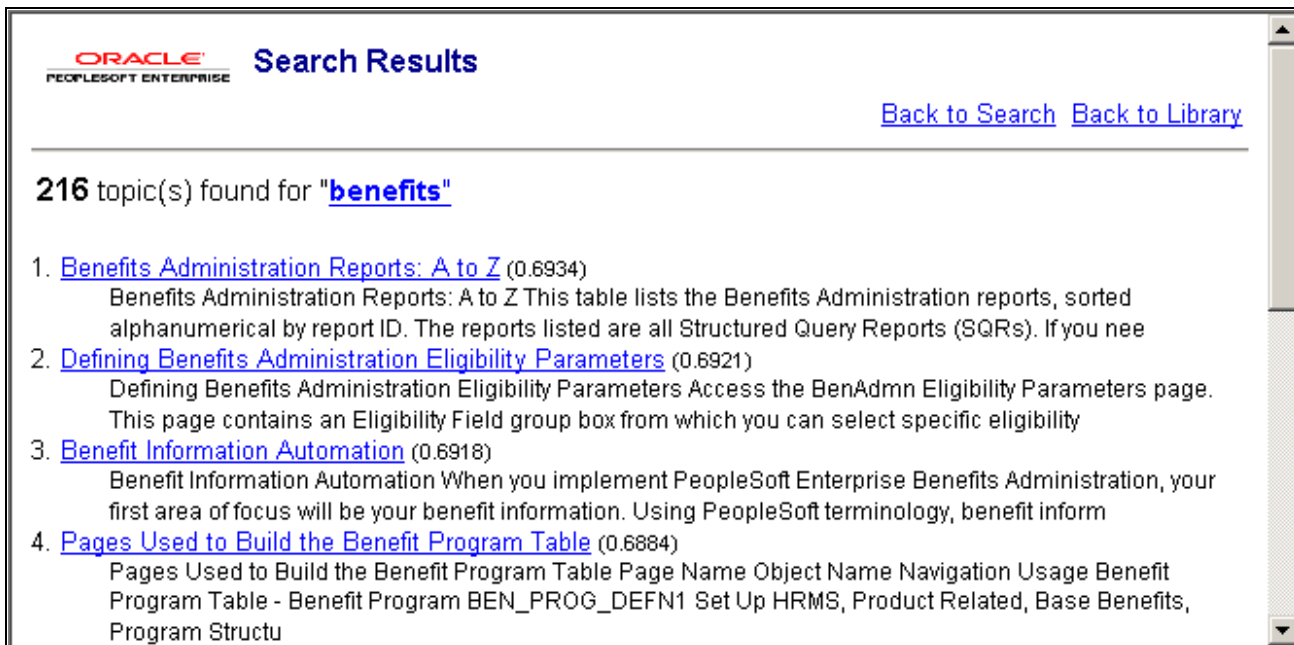 ORACLE'
PEOPLESOFT ENTERPRISE
Search Results
Back to Search Back to Library
216 topic(s) found for "benefits"
1. Benefits Administration Reports: A to Z (0.6934)
Benefits Administration Reports: A to Z This table lists the Benefits Administration reports, sorted
alphanumerical by report ID. The reports listed are all Structured Query Reports (SQRs). If you nee
2. Defining Benefits Administration Eligibility Parameters (0.6921)
Defining Benefits Administration Eligibility Parameters Access the BenAdmn Eligibility Parameters page.
This page contains an Eligibility Field group box from which you can select specific eligibility
3. Benefit Information Automation (0.6918)
Benefit Information Automation When you implement PeopleSoft Enterprise Benefits Administration, your
first area of focus will be your benefit information. Using PeopleSoft terminology, benefit inform
4. Pages Used to Build the Benefit Program Table (0.6884)
Pages Used to Build the Benefit Program Table Page Name Object Name Navigation Usage Benefit
Program Table - Benefit Program BEN_PROG_DEFN1 Set Up HRMS, Product Related, Base Benefits,
Program Structu